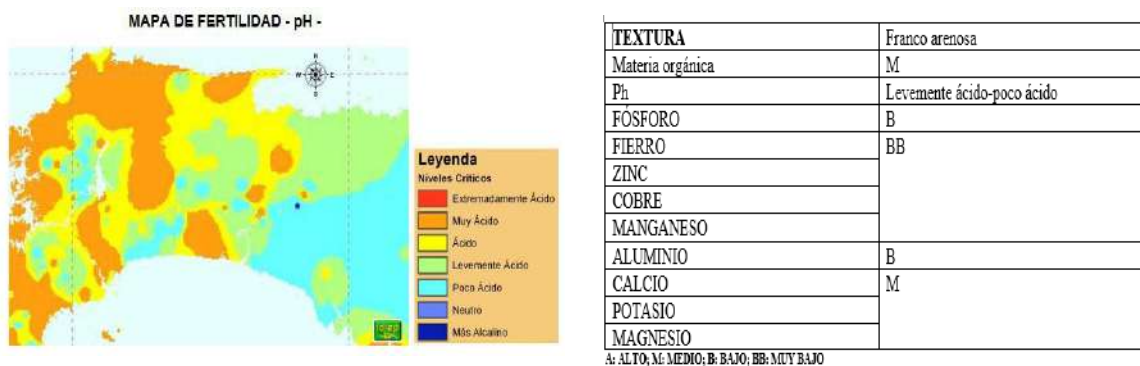 MAPA DE FERTILIDAD - pH -
N
W
E
S
Leyenda
Niveles Críticos
Extremadamente Ácido
Muy Ácido
Ácido
Levemente Ácido
Poco Ácido
Neutro
Más Alcalino
TEXTURA Franco arenosa
Materia orgánica M
Ph Levemente ácido-poco ácido
FÓSFORO B
FIERRO BB
ZINC
COBRE
MANGANESO
ALUMINIO B
CALCIO M
POTASIO
MAGNESIO
A: ALTO; M: MEDIO; B: BAJO; BB: MUY BAJO